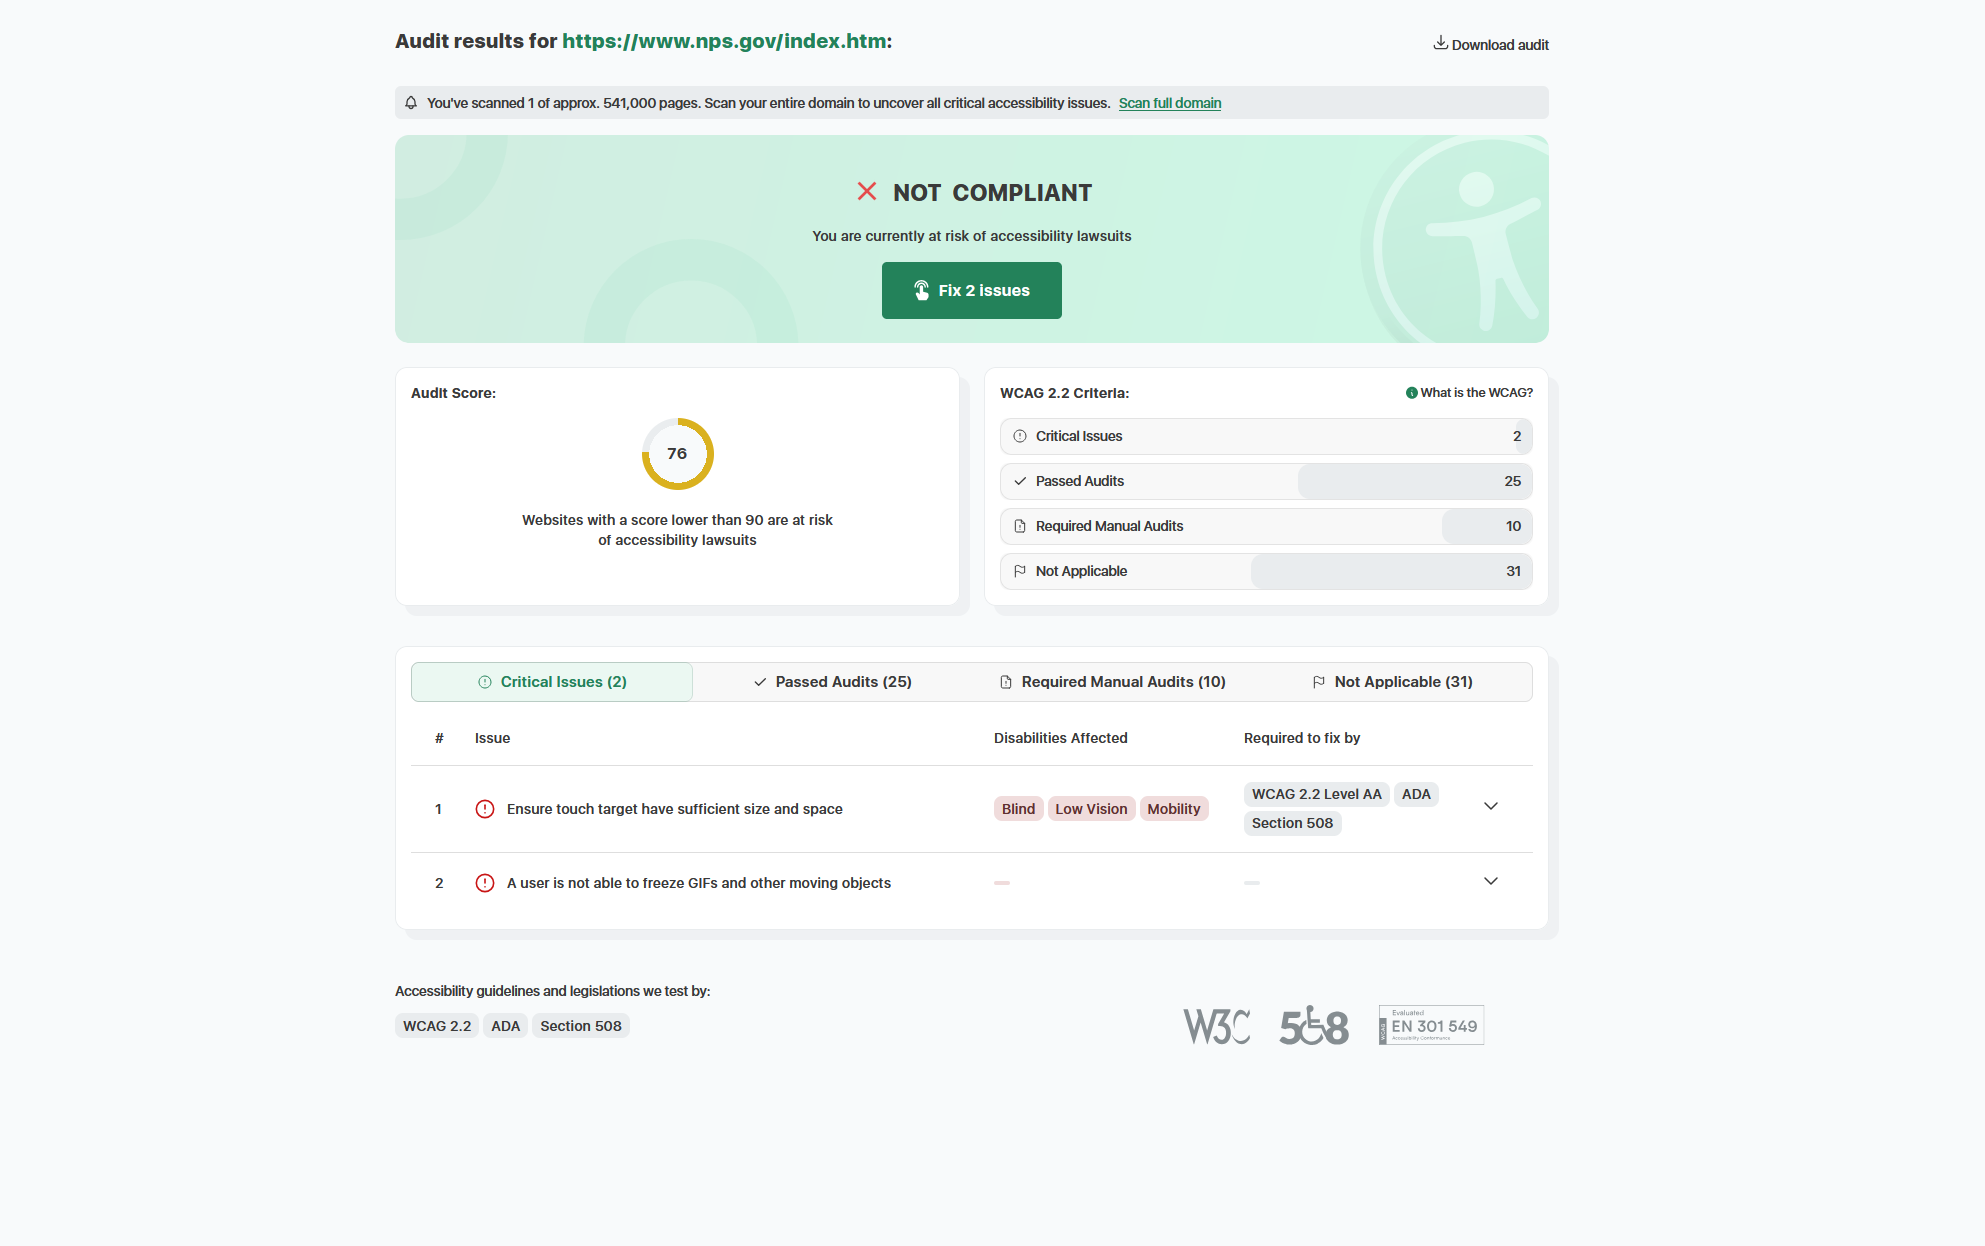 Audit results for https://www.nps.gov/index.htm:
Download audit
You've scanned 1 of approx. 541,000 pages. Scan your entire domain to uncover all critical accessibility issues. Scan full domain
NOT COMPLIANT
You are currently at risk of accessibility lawsuits
Fix 2 issues
Audit Score:
76
Websites with a score lower than 90 are at risk
of accessibility lawsuits
WCAG 2.2 Criteria:
What is the WCAG?
Critical Issues 2
Passed Audits 25
Required Manual Audits 10
Not Applicable 31
Critical Issues (2) Passed Audits (25) Required Manual Audits (10) Not Applicable (31)
# Issue Disabilities Affected Required to fix by
1 Ensure touch target have sufficient size and space Blind Low Vision Mobility WCAG 2.2 Level AA ADA
Section 508
2 A user is not able to freeze GIFs and other moving objects
Accessibility guidelines and legislations we test by:
WCAG 2.2 ADA Section 508
W3C
508
WCAG
Evaluated
EN 301 549
Accessibility Conformance